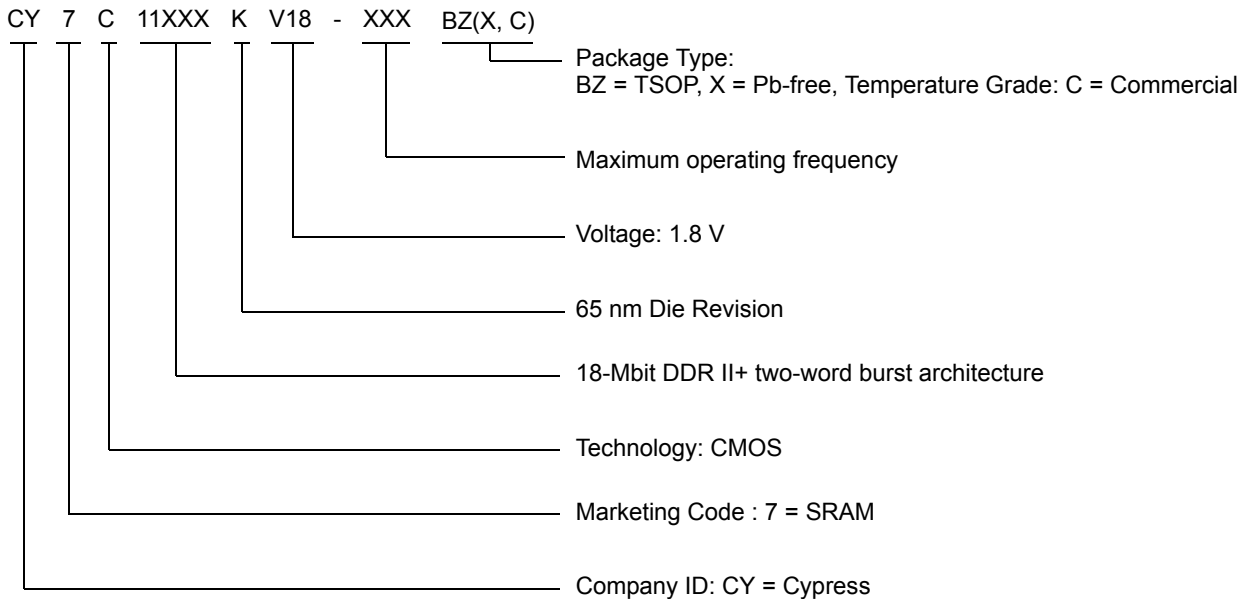 CY 7 C 11XXX K V18 - XXX BZ(X, C)
Package Type:
BZ = TSOP, X = Pb-free, Temperature Grade: C = Commercial
Maximum operating frequency
Voltage: 1.8 V
65 nm Die Revision
18-Mbit DDR II+ two-word burst architecture
Technology: CMOS
Marketing Code : 7 = SRAM
Company ID: CY = Cypress